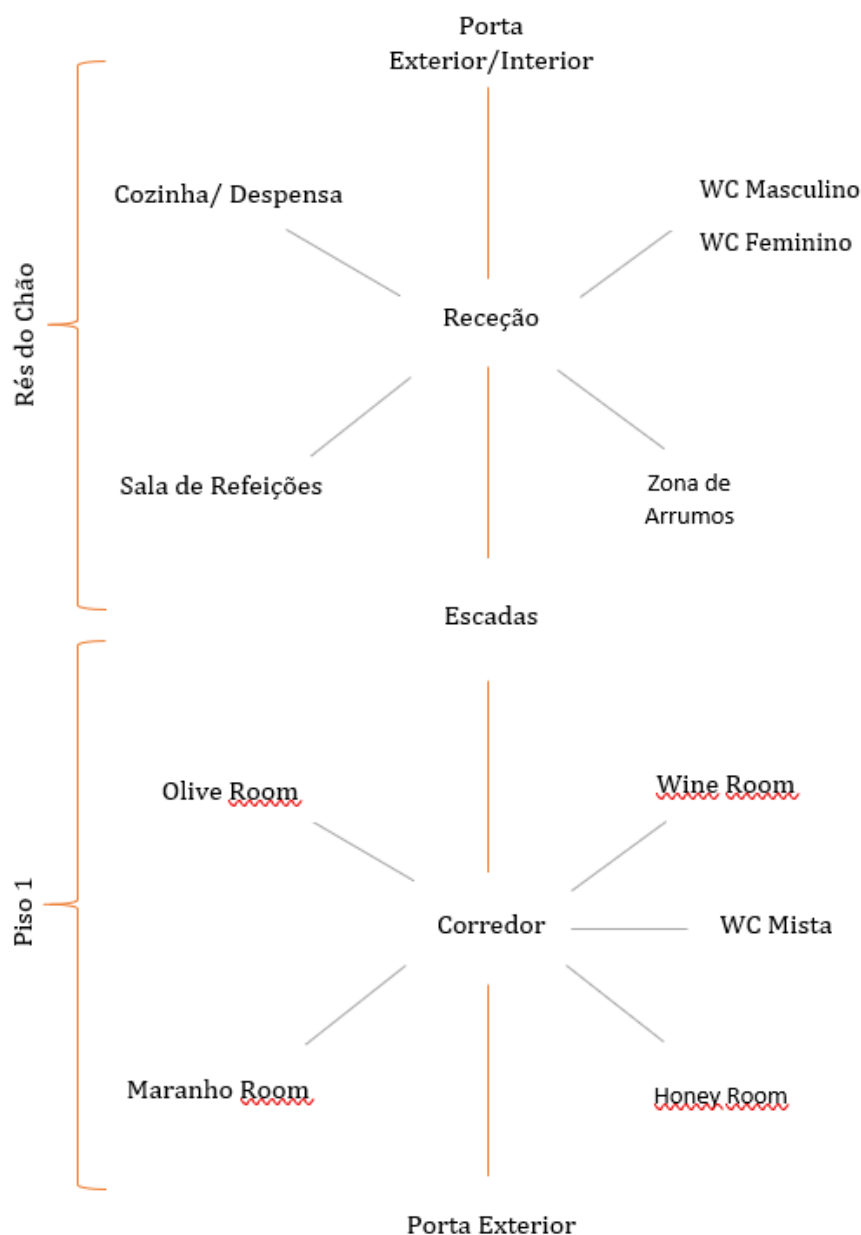 Porta
Exterior/Interior
Cozinha/ Despensa
WC Masculino
WC Feminino
Rés do Chão
Receção
Sala de Refeições
Zona de
Arrumos
Escadas
Olive Room
Wine Room
Piso 1
Corredor
WC Mista
Maranho Room
Honey Room
Porta Exterior